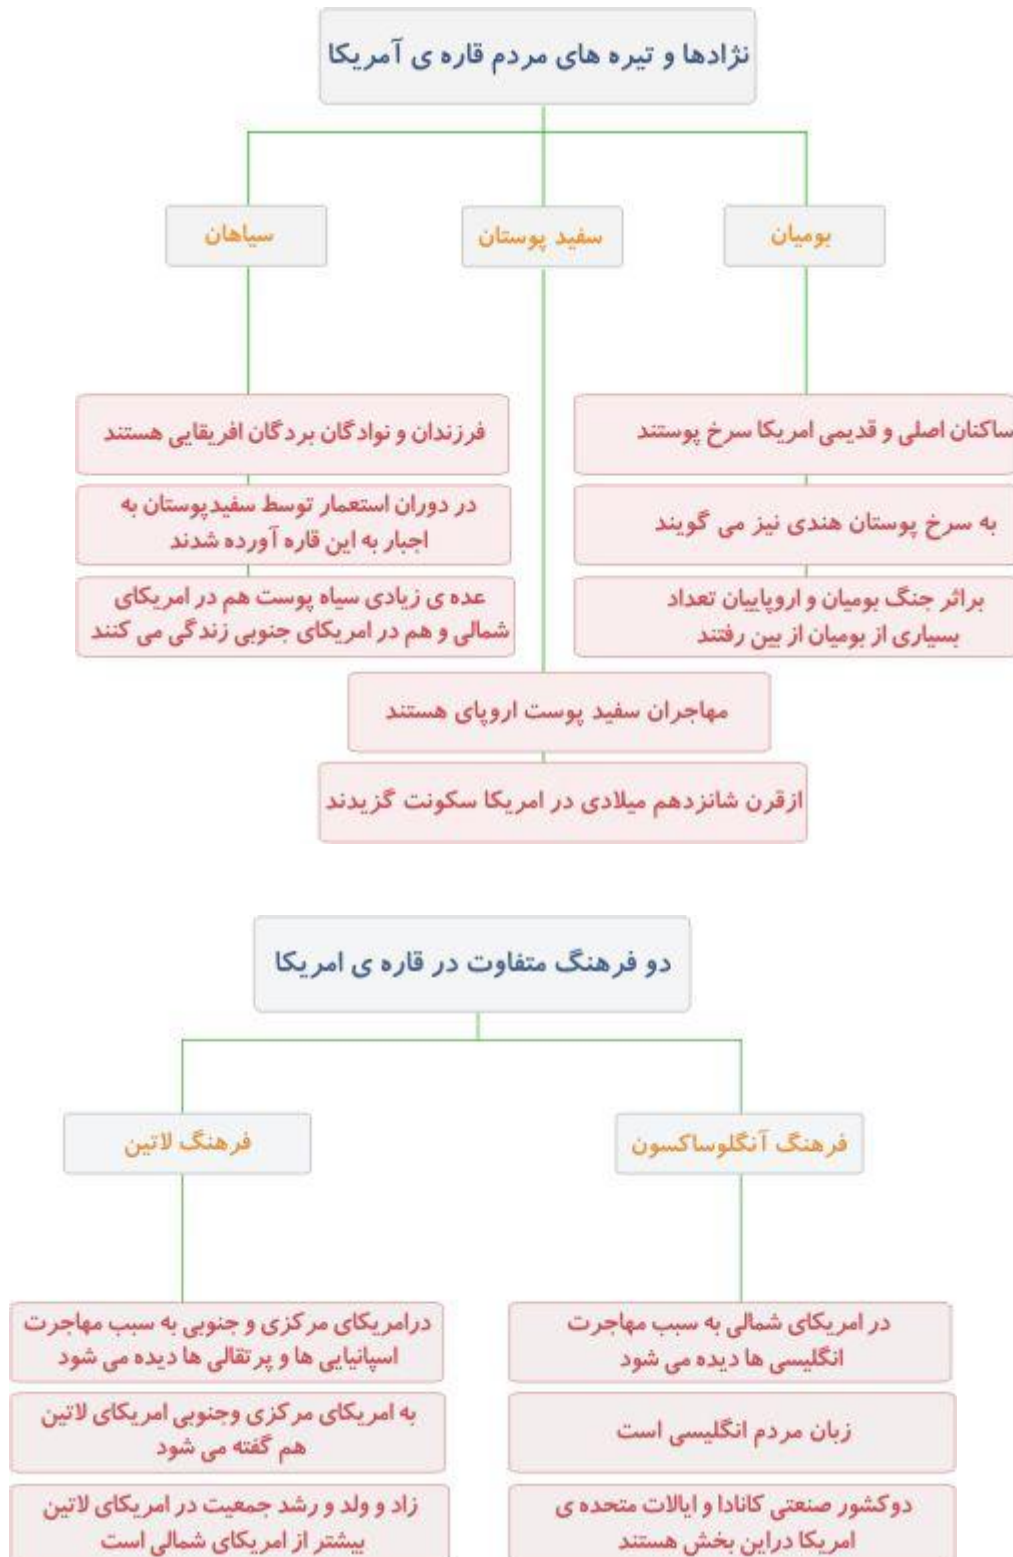 نژادها و تیره های مردم قاره ی آمریکا
بومیان
سفید پوستان
سیاهان
ساکنان اصلی و قدیمی امریکا سرخ پوستند
به سرخ پوستان هندی نیز می گویند
براثر جنگ بومیان و اروپاییان تعداد
بسیاری از بومیان از بین رفتند
مهاجران سفید پوست اروپای هستند
ازقرن شانزدهم میلادی در امریکا سکونت گزیدند
فرزندان و نوادگان بردگان افریقایی هستند
در دوران استعمار توسط سفیدپوستان به
اجبار به این قاره آورده شدند
عده ی زیادی سیاه پوست هم در امریکای
شمالی و هم در امریکای جنوبی زندگی می کنند
دو فرهنگ متفاوت در قاره ی امریکا
فرهنگ آنگلوساکسون
فرهنگ لاتین
در امریکای شمالی به سبب مهاجرت
انگلیسی ها دیده می شود
زبان مردم انگلیسی است
دوکشور صنعتی کانادا و ایالات متحده ی
امریکا دراین بخش هستند
درامریکای مرکزی و جنوبی به سبب مهاجرت
اسپانیایی ها و پرتقالی ها دیده می شود
به امریکای مرکزی وجنوبی امریکای لاتین
هم گفته می شود
زاد و ولد و رشد جمعیت در امریکای لاتین
بیشتر از امریکای شمالی است